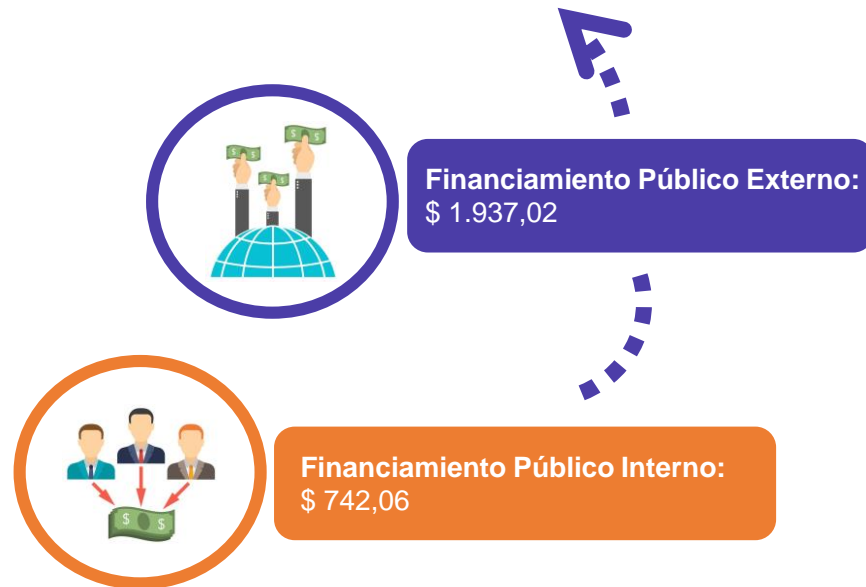 Financiamiento Público Externo:
$ 1.937,02
Financiamiento Público Interno:
$ 742,06